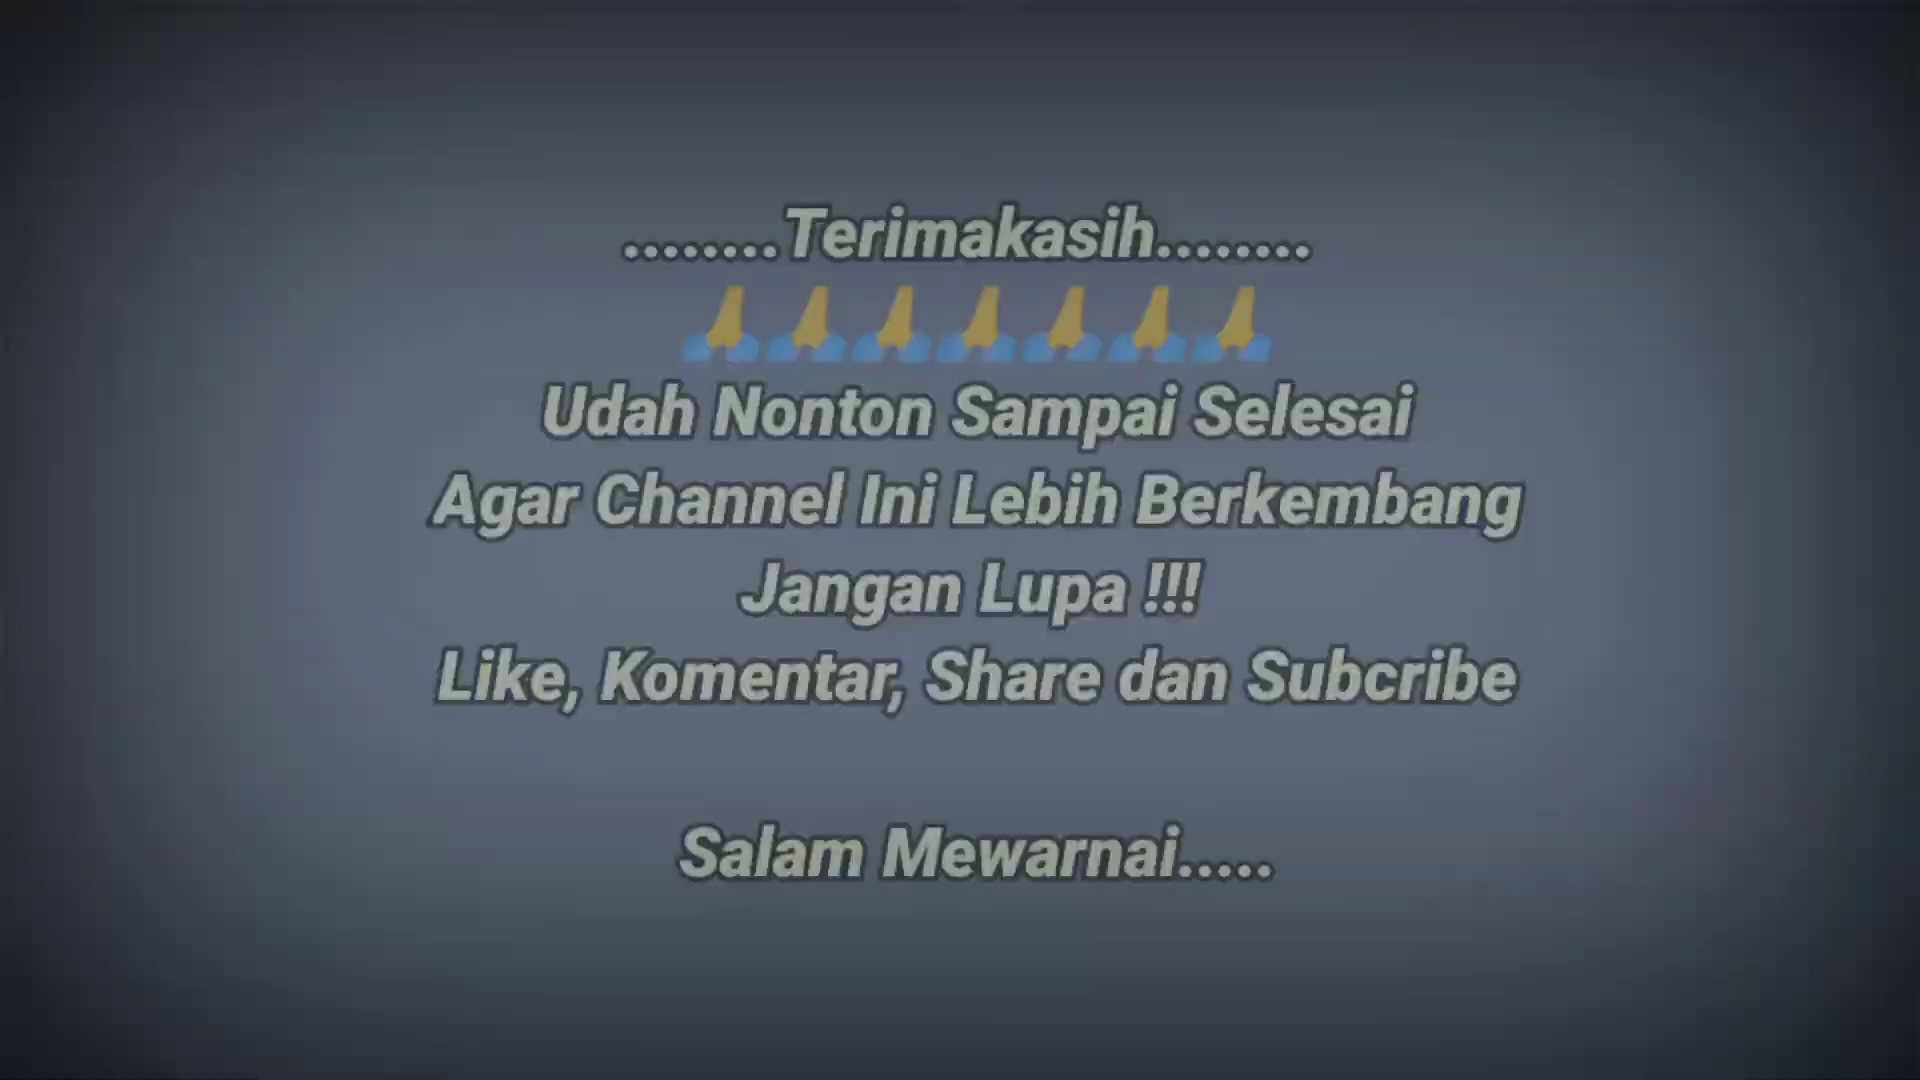 ........Terimakasih........
🙏🙏🙏🙏🙏🙏🙏
Udah Nonton Sampai Selesai
Agar Channel Ini Lebih Berkembang
Jangan Lupa !!!
Like, Komentar, Share dan Subcribe
Salam Mewarnai.....